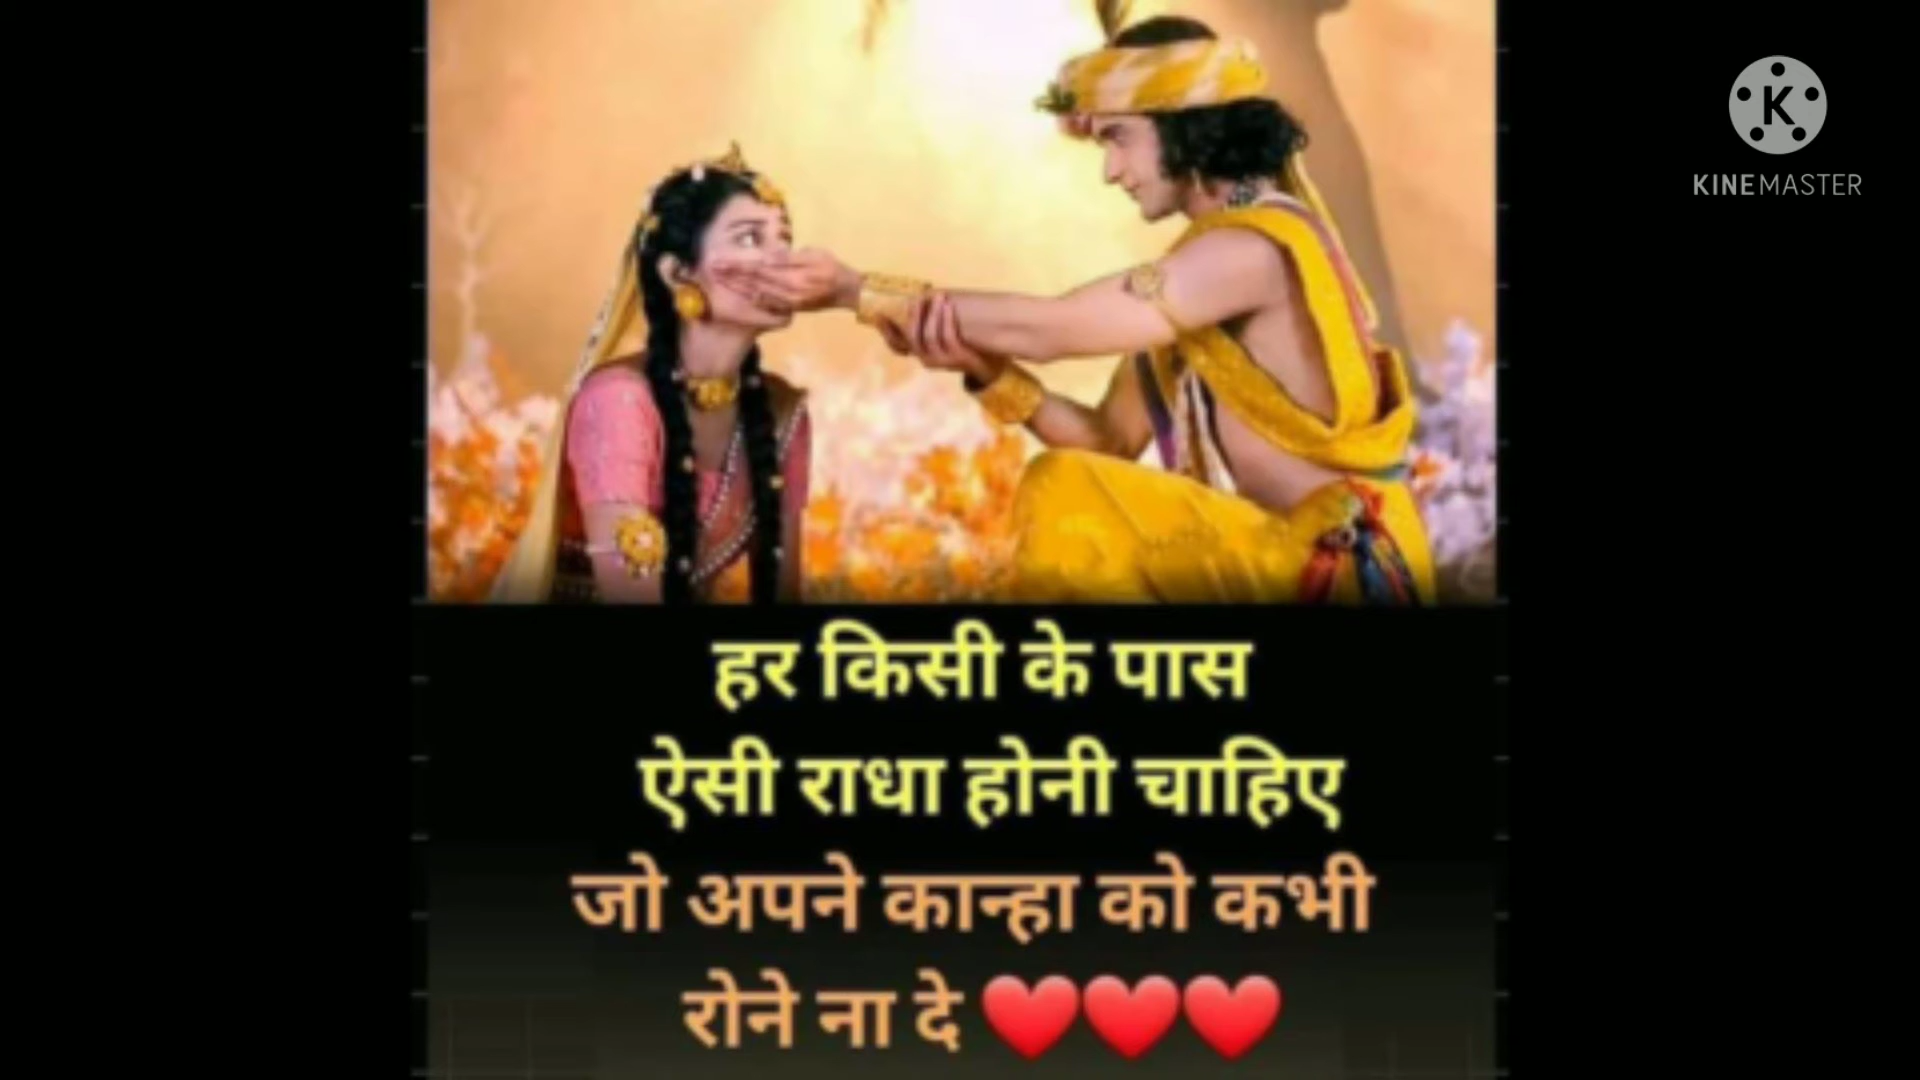 KINEMASTER
हर किसी के पास
ऐसी राधा होनी चाहिए
जो अपने कान्हा को कभी
रोने ना दे ❤️❤️❤️